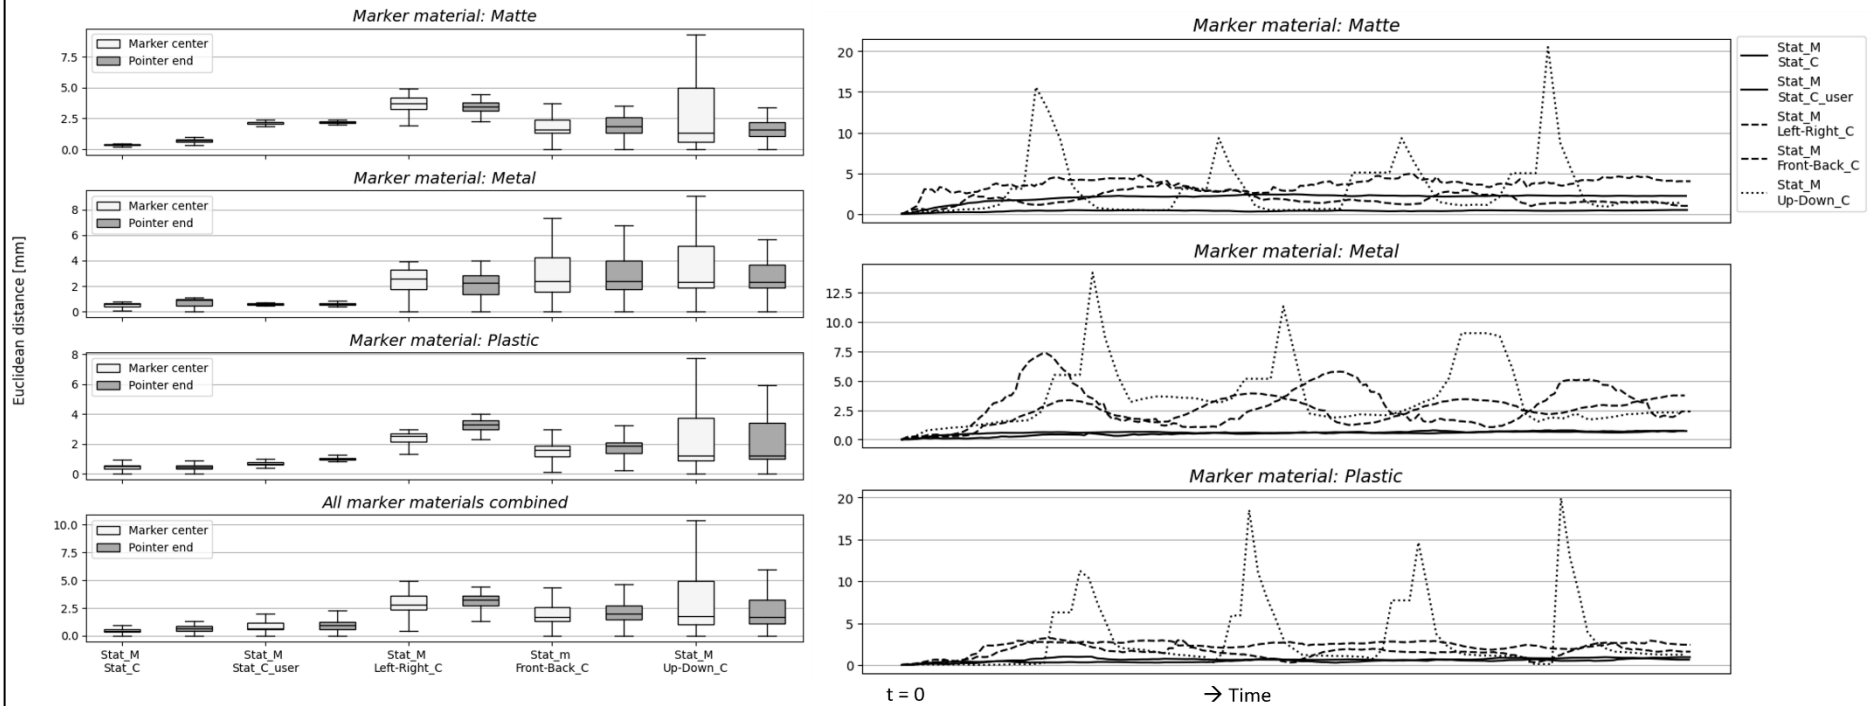 Euclidean distance [mm]
Marker material: Matte
Marker center
Pointer end
7.5
5.0
2.5
0.0
Marker material: Metal
Marker center
Pointer end
8
6
4
2
0
Marker material: Plastic
Marker center
Pointer end
8
6
4
2
0
All marker materials combined
Marker center
Pointer end
10.0
7.5
5.0
2.5
0.0
Stat_M
Stat_C
Stat_M
Stat_C_user
Stat_M
Left-Right_C
Stat_m
Front-Back_C
Stat_M
Up-Down_C
Marker material: Matte
20
15
10
5
0
Stat_M
Stat_C
Stat_M
Stat_C_user
Stat_M
Left-Right_C
Stat_M
Front-Back_C
Stat_M
Up-Down_C
Marker material: Metal
12.5
10.0
7.5
5.0
2.5
0.0
Marker material: Plastic
20
15
10
5
0
t = 0
→ Time